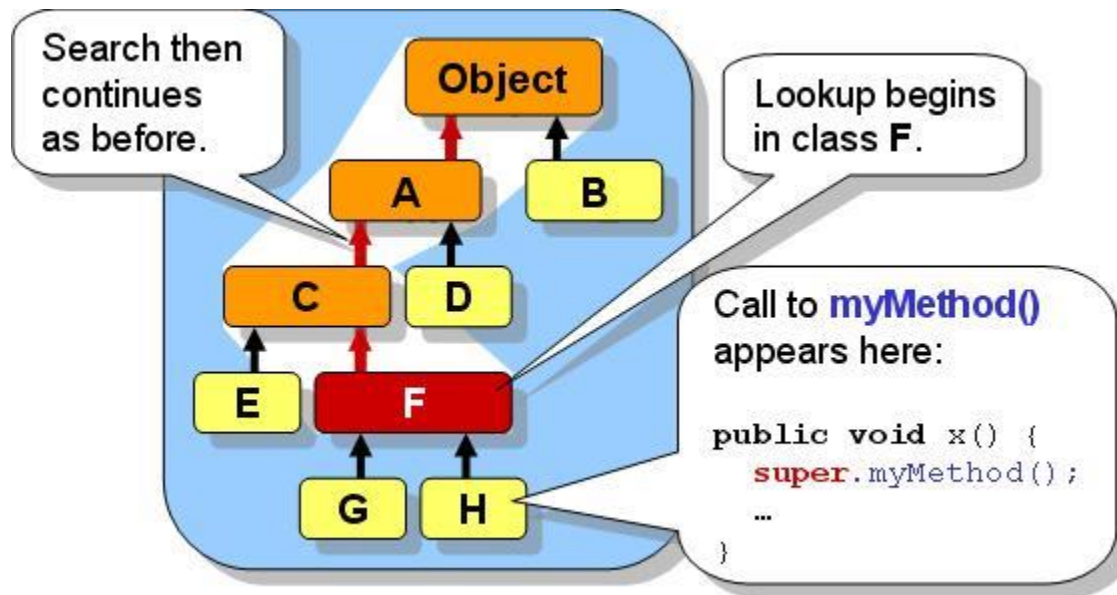 Search then
continues
as before.
Object
Lookup begins
in class F.
A
B
C
D
Call to myMethod()
appears here:
E
F
public void x() {
super.myMethod();
…
}
G
H